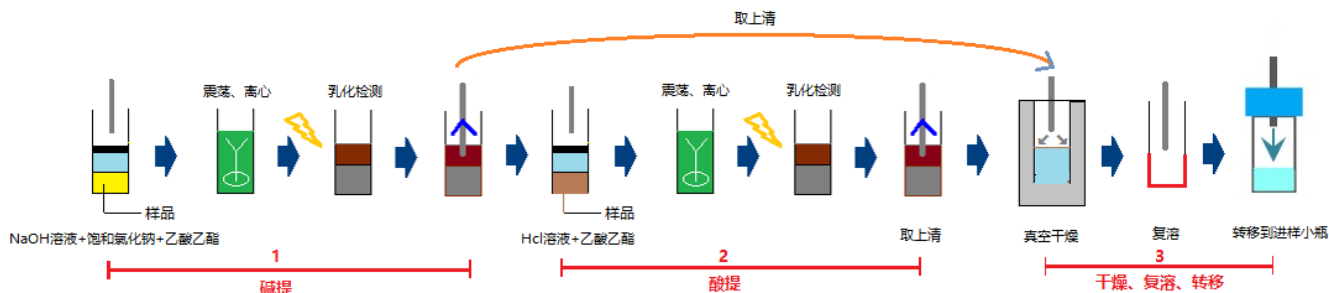 取上清
震荡、离心
乳化检测
震荡、离心
乳化检测
样品
样品
NaOH溶液+饱和氯化钠+乙酸乙酯
Hcl溶液+乙酸乙酯
取上清
真空干燥
复溶
转移到进样小瓶
1
碱提
2
酸提
3
干燥、复溶、转移